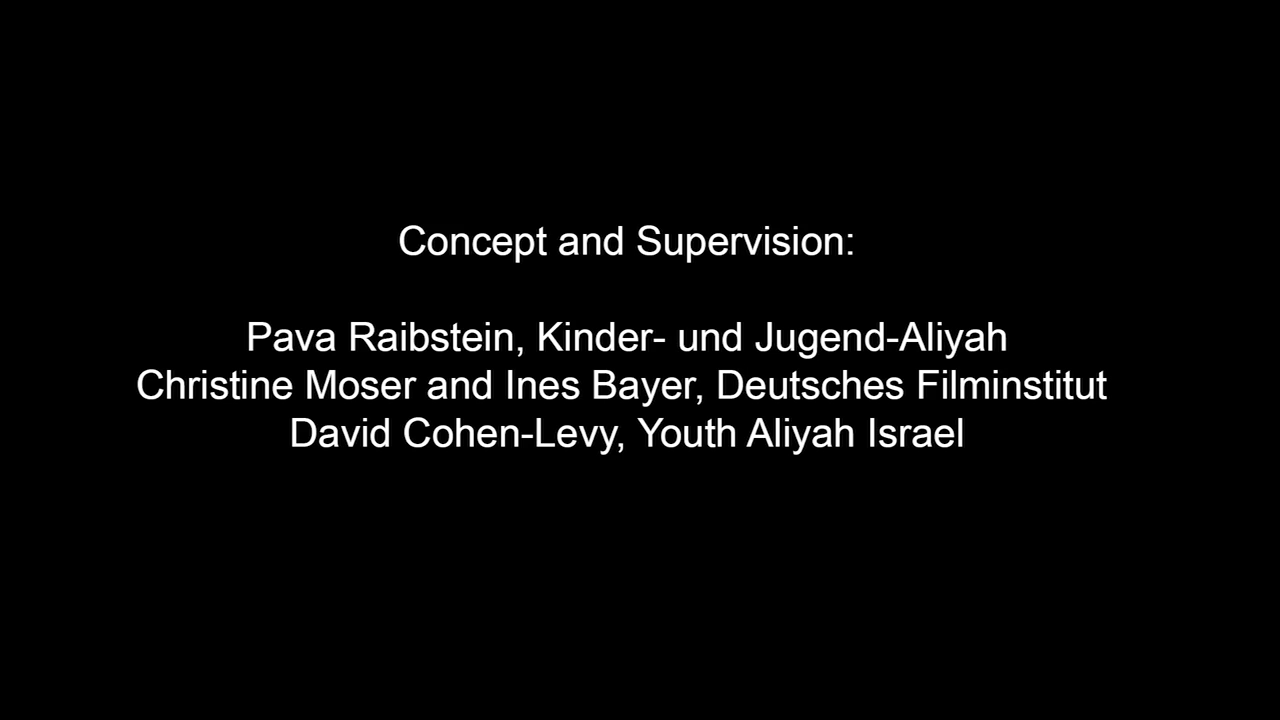 Concept and Supervision:
Pava Raibstein, Kinder- und Jugend-Aliyah
Christine Moser and Ines Bayer, Deutsches Filminstitut
David Cohen-Levy, Youth Aliyah Israel